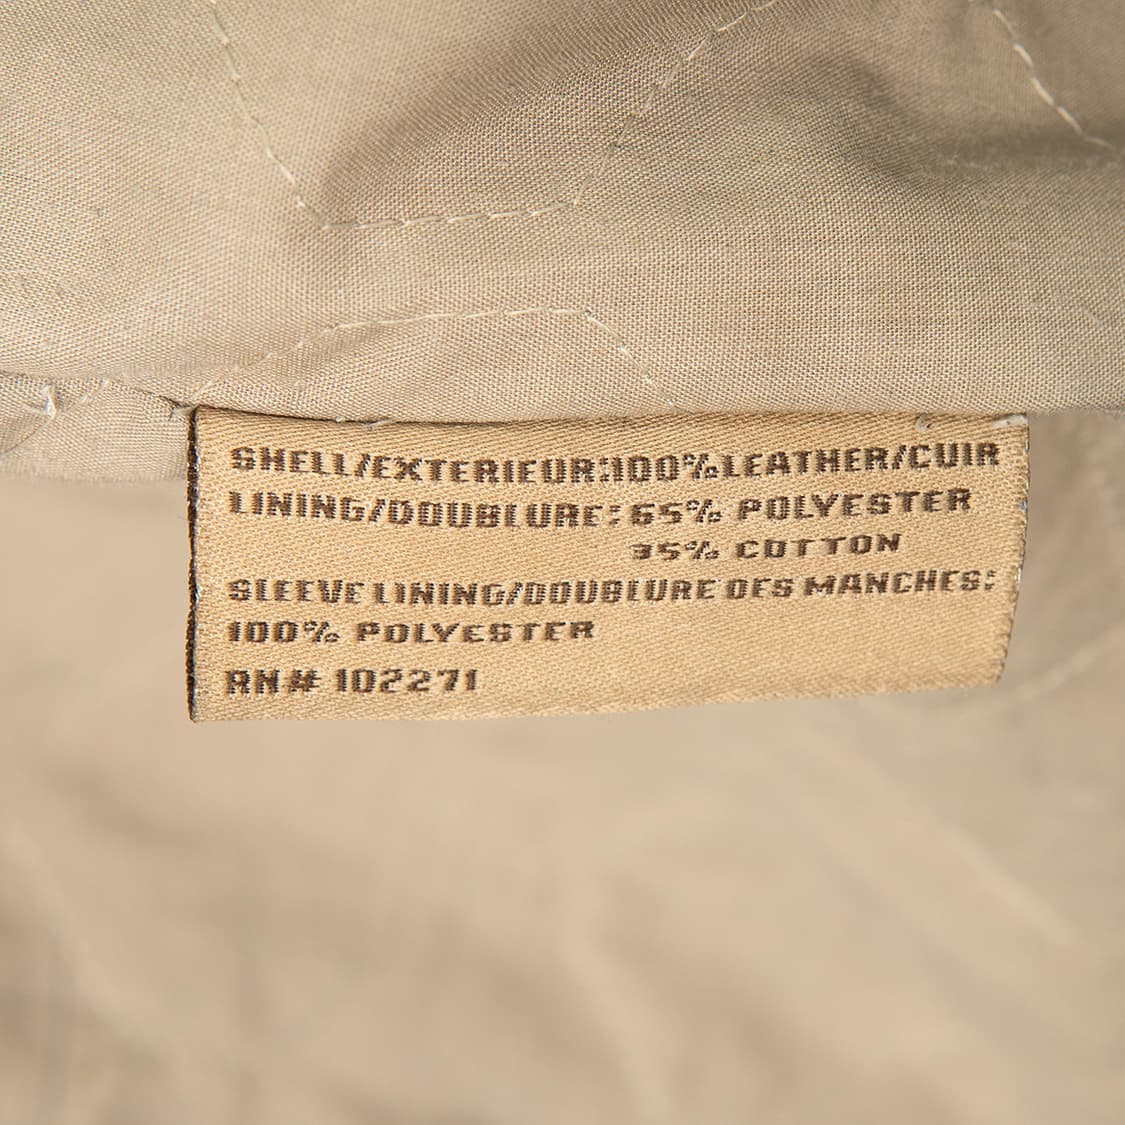 SHELL/EXTERIEUR:100%LEATHER/CUIR
LINING/DOUBLURE: 65% POLYESTER
35% COTTON
SLEEVE LINING/DOUBLURE DES MANCHES:
100% POLYESTER
RN# 102271